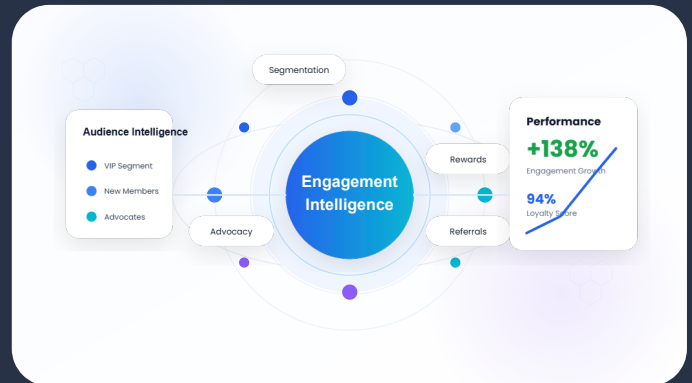 Segmentation
Audience Intelligence
VIP Segment
New Members
Advocates
Engagement
Intelligence
Advocacy
Rewards
Referrals
Performance
+138%
Engagement Growth
94%
Loyalty Score